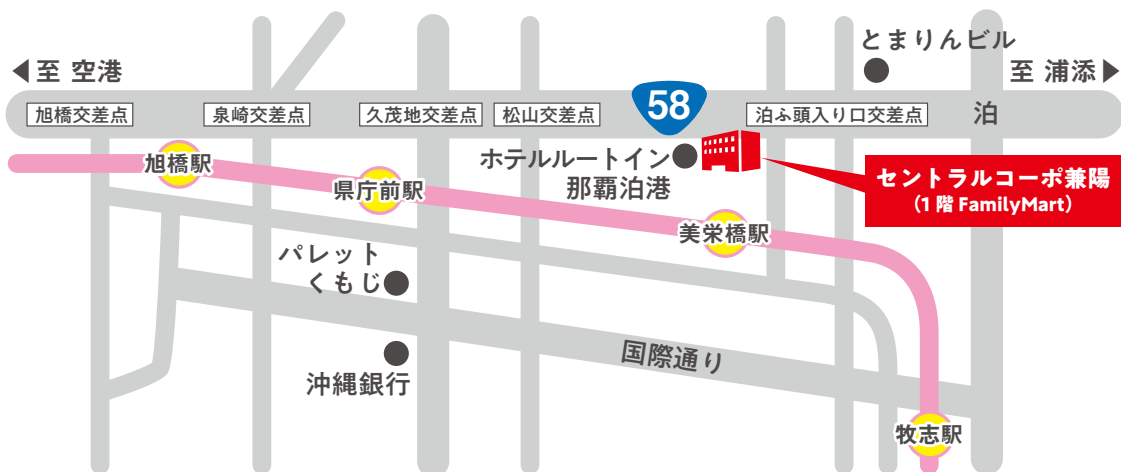 とまりんビル
◀至 空港
至 浦添▶
58
旭橋交差点
泉崎交差点
久茂地交差点
松山交差点
泊ふ頭入り口交差点
泊
旭橋駅
ホテルルートイン
那覇泊港
セントラルコーポ兼陽
（1階 FamilyMart）
県庁前駅
美栄橋駅
パレット
くもじ
国際通り
沖縄銀行
牧志駅